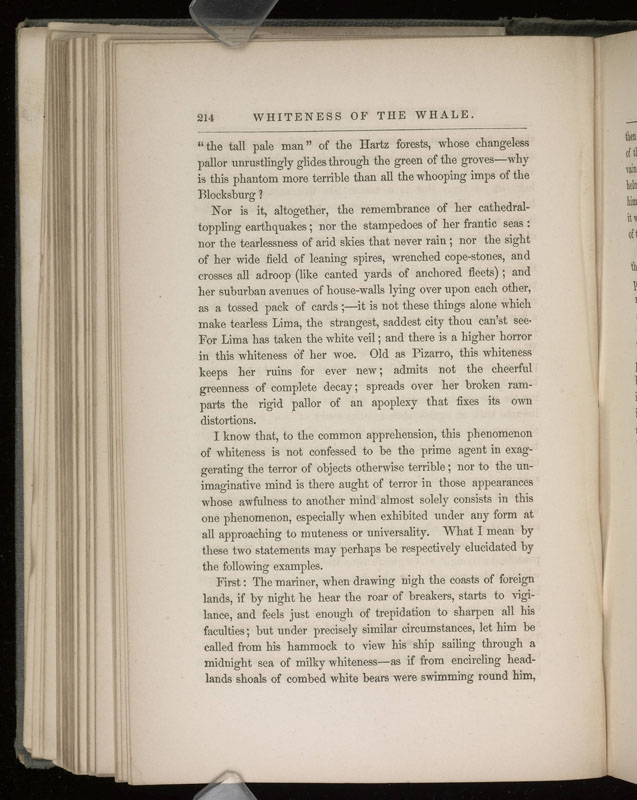 214 WHITENESS OF THE WHALE.
“the tall pale man” of the Hartz forests, whose changeless
pallor unrustlingly glides through the green of the groves—why
is this phantom more terrible than all the whooping imps of the
Blocksburg?
Nor is it, altogether, the remembrance of her cathedral-
toppling earthquakes; nor the stampedoes of her frantic seas:
nor the tearlessness of arid skies that never rain; nor the sight
of her wide field of leaning spires, wrenched cope-stones, and
crosses all adroop (like canted yards of anchored fleets); and
her suburban avenues of house-walls lying over upon each other,
as a tossed pack of cards;—it is not these things alone which
make tearless Lima, the strangest, saddest city thou can'st see.
For Lima has taken the white veil; and there is a higher horror
in this whiteness of her woe. Old as Pizarro, this whiteness
keeps her ruins for ever new; admits not the cheerful
greenness of complete decay; spreads over her broken ram-
parts the rigid pallor of an apoplexy that fixes its own
distortions.
I know that, to the common apprehension, this phenomenon
of whiteness is not confessed to be the prime agent in exag-
gerating the terror of objects otherwise terrible; nor to the un-
imaginative mind is there aught of terror in those appearances
whose awfulness to another mind almost solely consists in this
one phenomenon, especially when exhibited under any form at
all approaching to muteness or universality. What I mean by
these two statements may perhaps be respectively elucidated by
the following examples.
First: The mariner, when drawing nigh the coasts of foreign
lands, if by night he hear the roar of breakers, starts to vigi-
lance, and feels just enough of trepidation to sharpen all his
faculties; but under precisely similar circumstances, let him be
called from his hammock to view his ship sailing through a
midnight sea of milky whiteness—as if from encircling head-
lands shoals of combed white bears were swimming round him,